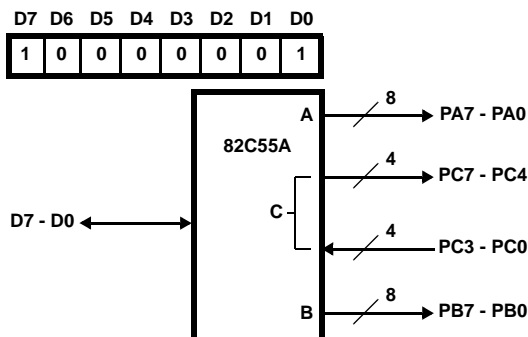 D7 D6 D5 D4 D3 D2 D1 D0
1 0 0 0 0 0 0 1
A 8 PA7 - PA0
82C55A
4 PC7 - PC4
C
D7 - D0
4 PC3 - PC0
B 8 PB7 - PB0